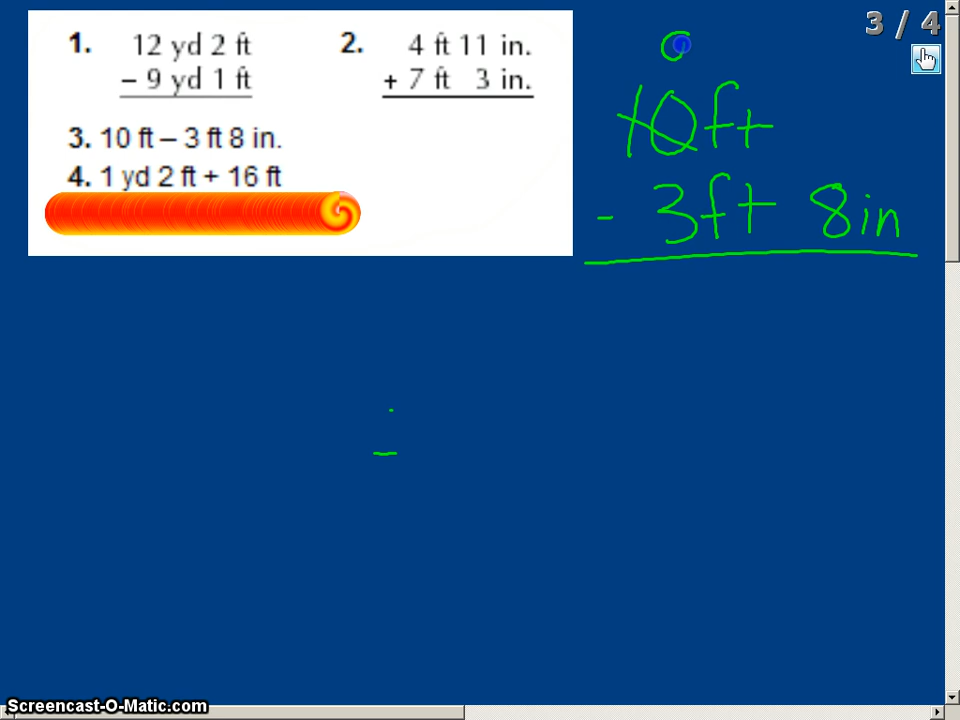 3 / 4
1. 12 yd 2 ft
− 9 yd 1 ft
2. 4 ft 11 in.
+ 7 ft 3 in.
3. 10 ft – 3 ft 8 in.
4. 1 yd 2 ft + 16 ft
10ft
- 3ft 8in
Screencast-O-Matic.com